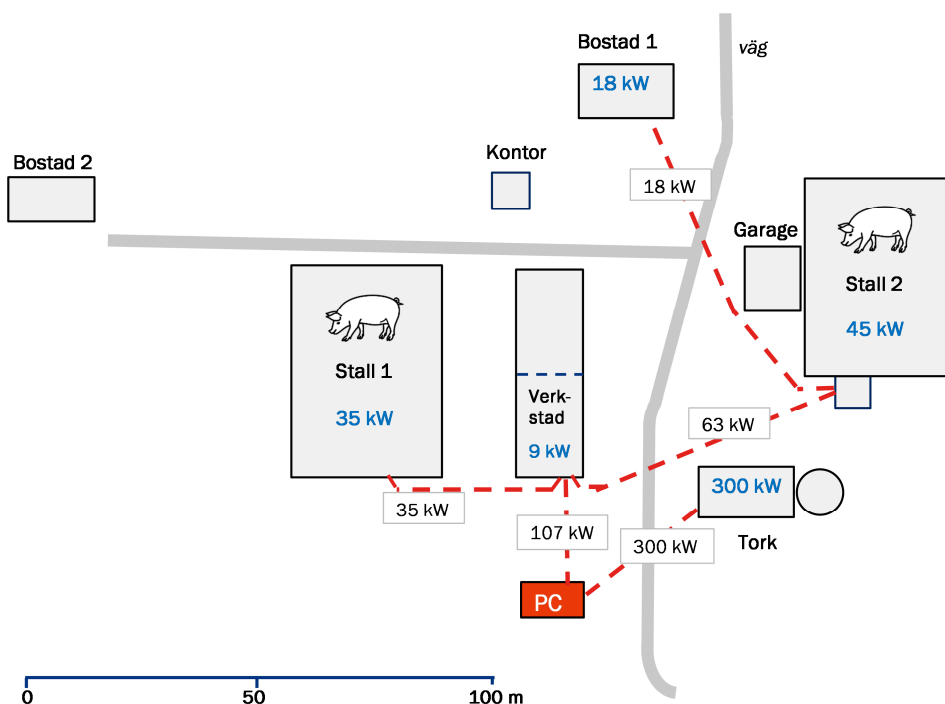 Bostad 1
väg
18 kW
Bostad 2
Kontor
18 kW
Garage
Stall 2
45 kW
Stall 1
35 kW
Verk-
stad
9 kW
63 kW
300 kW
35 kW
107 kW
300 kW
Tork
PC
0
50
100 m